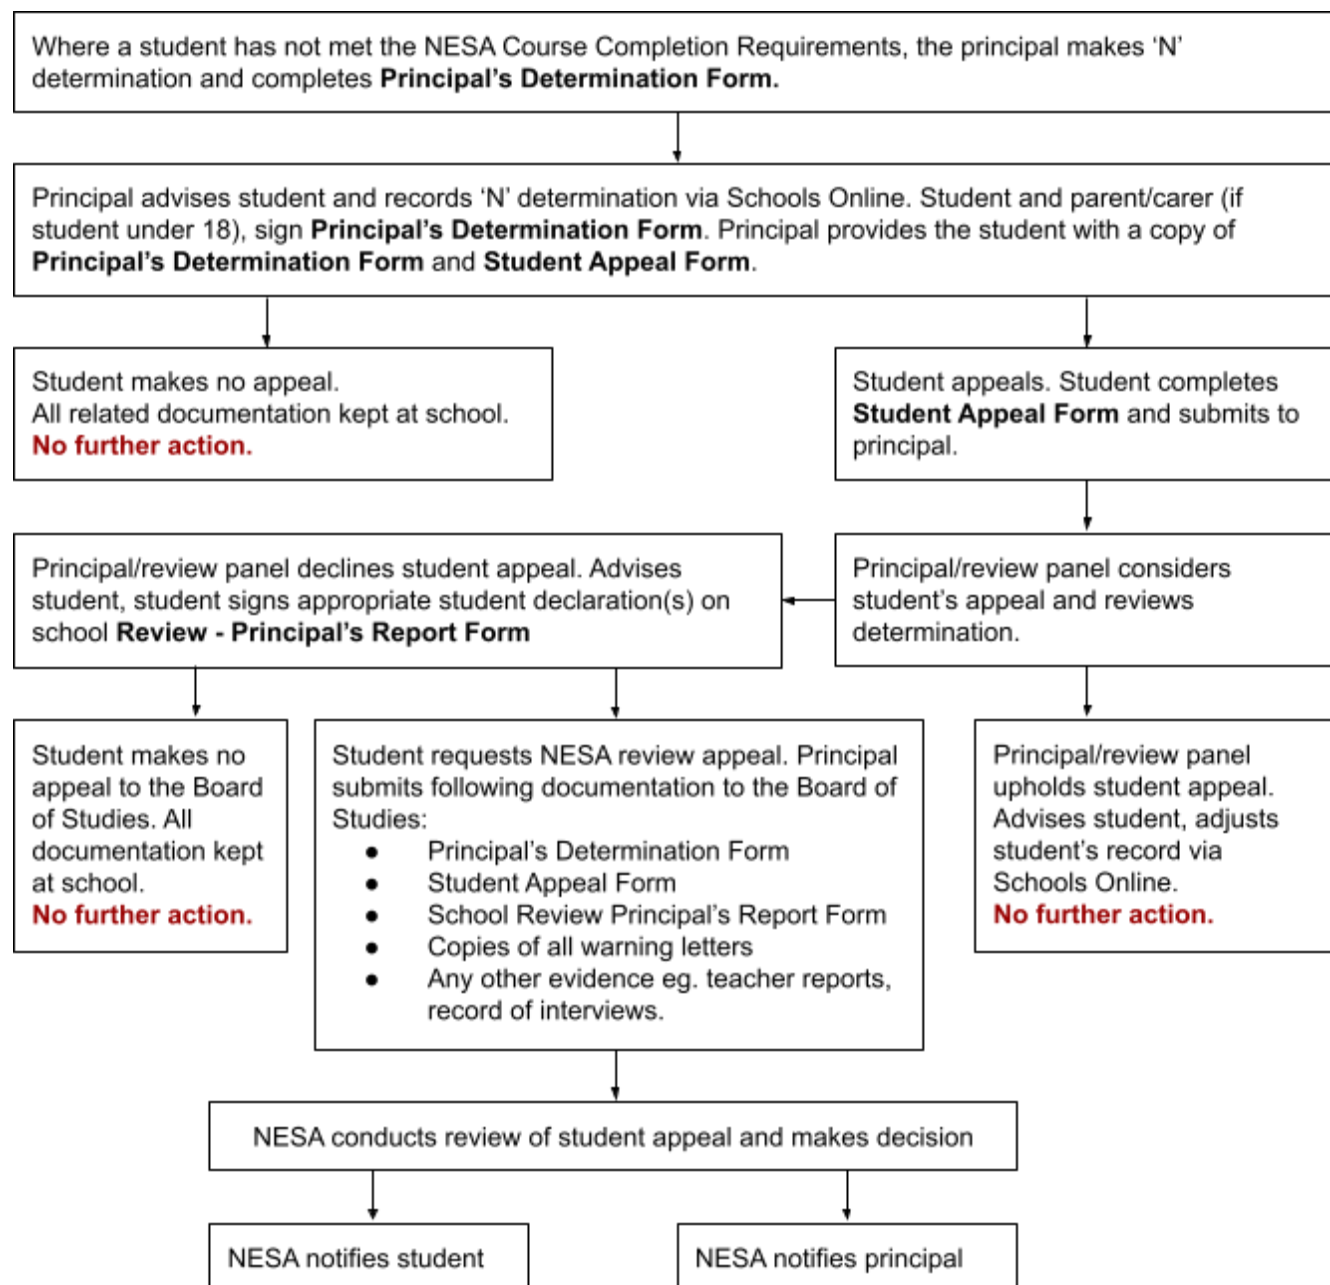 Where a student has not met the NESA Course Completion Requirements, the principal makes ‘N’
determination and completes Principal’s Determination Form.
Principal advises student and records ‘N’ determination via Schools Online. Student and parent/carer (if
student under 18), sign Principal’s Determination Form. Principal provides the student with a copy of
Principal’s Determination Form and Student Appeal Form.
Student makes no appeal.
All related documentation kept at school.
No further action.
Student appeals. Student completes
Student Appeal Form and submits to
principal.
Principal/review panel declines student appeal. Advises
student, student signs appropriate student declaration(s) on
school Review - Principal’s Report Form
Principal/review panel considers
student’s appeal and reviews
determination.
Student makes no
appeal to the Board
of Studies. All
documentation kept
at school.
No further action.
Student requests NESA review appeal. Principal
submits following documentation to the Board of
Studies:
● Principal’s Determination Form
● Student Appeal Form
● School Review Principal’s Report Form
● Copies of all warning letters
● Any other evidence eg. teacher reports,
record of interviews.
Principal/review panel
upholds student appeal.
Advises student, adjusts
student’s record via
Schools Online.
No further action.
NESA conducts review of student appeal and makes decision
NESA notifies student
NESA notifies principal